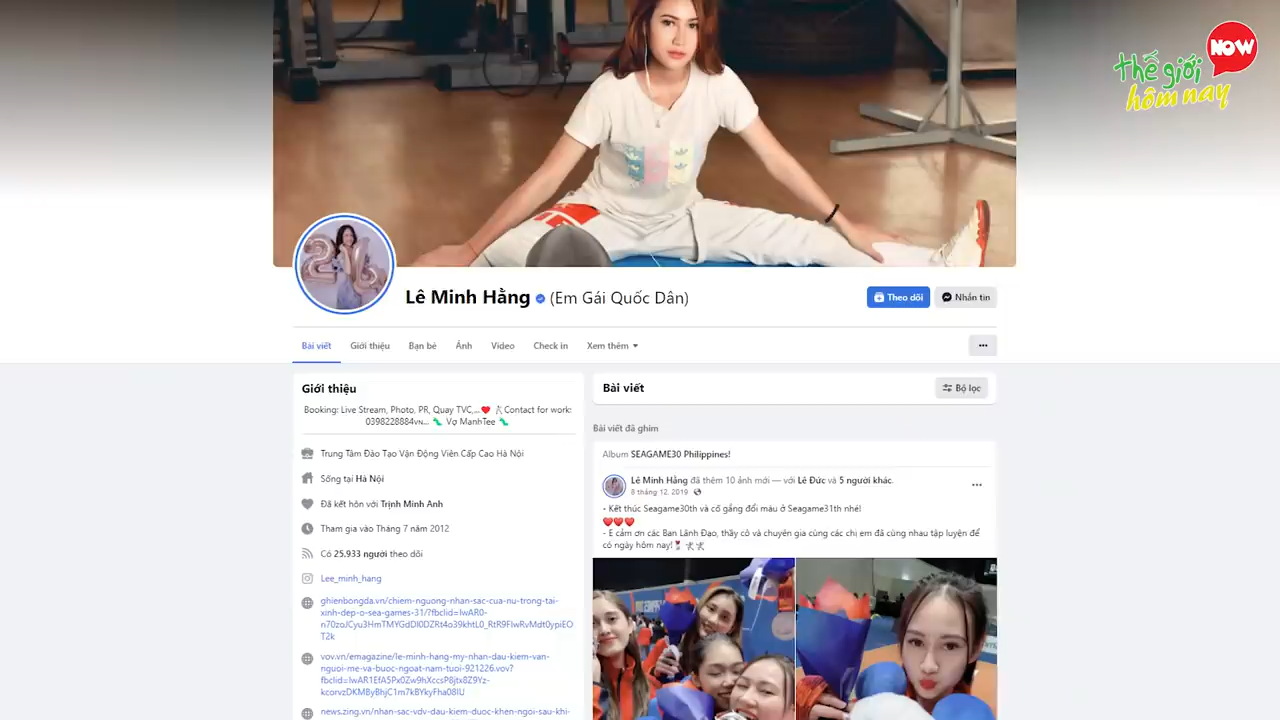 NOW
thế giới
hôm nay
Lê Minh Hằng (Em Gái Quốc Dân)
Theo dõi
Nhắn tin
Bài viết
Giới thiệu
Bạn bè
Ảnh
Video
Check in
Xem thêm
Giới thiệu
Booking: Live Stream, Photo, PR, Quay TVC,...❤️ Contact for work:
0398228884vɴ... Vợ ManhTee
Trung Tâm Đào Tạo Vận Động Viên Cấp Cao Hà Nội
Sống tại Hà Nội
Đã kết hôn với Trịnh Minh Anh
Tham gia vào Tháng 7 năm 2012
Có 25.933 người theo dõi
Lee_minh_hang
ghienbongda.vn/chiem-nguong-nhan-sac-cua-nu-trong-tai-
xinh-dep-o-sea-games-31/?fbclid=IwAR0-
n70zoJCyu3HmTMYGdDl0DZRt4o39khtL0_RtR9FIwRvMdt0ypiEO
T2k
vov.vn/emagazine/le-minh-hang-my-nhan-dau-kiem-van-
nguoi-me-va-buoc-ngoat-nam-tuoi-921226.vov?
fbclid=IwAR1EfA5Px0Zw9hXccsP8jtx8Z9Yz-
kcorvzDKMByBhjC1m7kBYkyFha08IU
news.zing.vn/nhan-sac-vdv-dau-kiem-duoc-khen-ngoi-sau-khi-
Bài viết
Bộ lọc
Bài viết đã ghim
Album SEAGAME30 Philippines!
Lê Minh Hằng đã thêm 10 ảnh mới — với Lê Đức và 5 người khác.
8 tháng 12, 2019
- Kết thúc Seagame30th và cố gắng đổi máu ở Seagame31th nhé!
❤️❤️❤️
- E cảm ơn các Ban Lãnh Đạo, thầy cô và chuyên gia cùng các chị em đã cùng nhau tập luyện để
có ngày hôm nay!